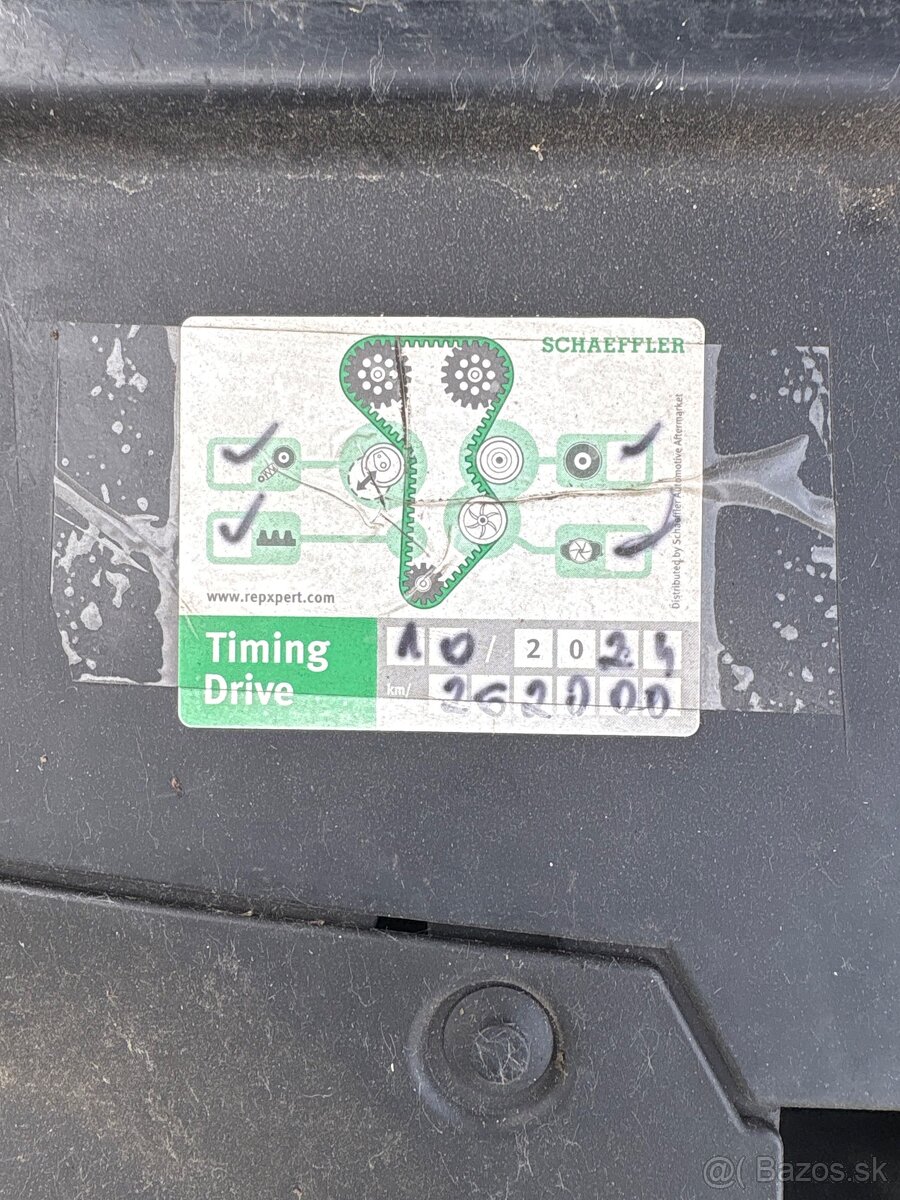 SCHAEFFLER
Distributed by Schaeffler Automotive Aftermarket
www.repxpert.com
Timing
Drive
10/2024
km/ 262000
@( Bazos.sk